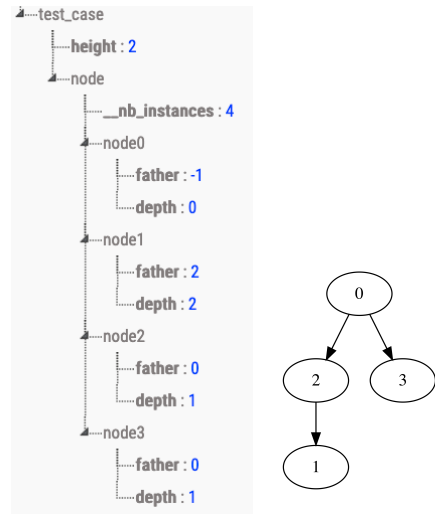 test_case
height : 2
node
__nb_instances : 4
node0
father : -1
depth : 0
node1
father : 2
depth : 2
node2
father : 0
depth : 1
node3
father : 0
depth : 1
0
2
3
1